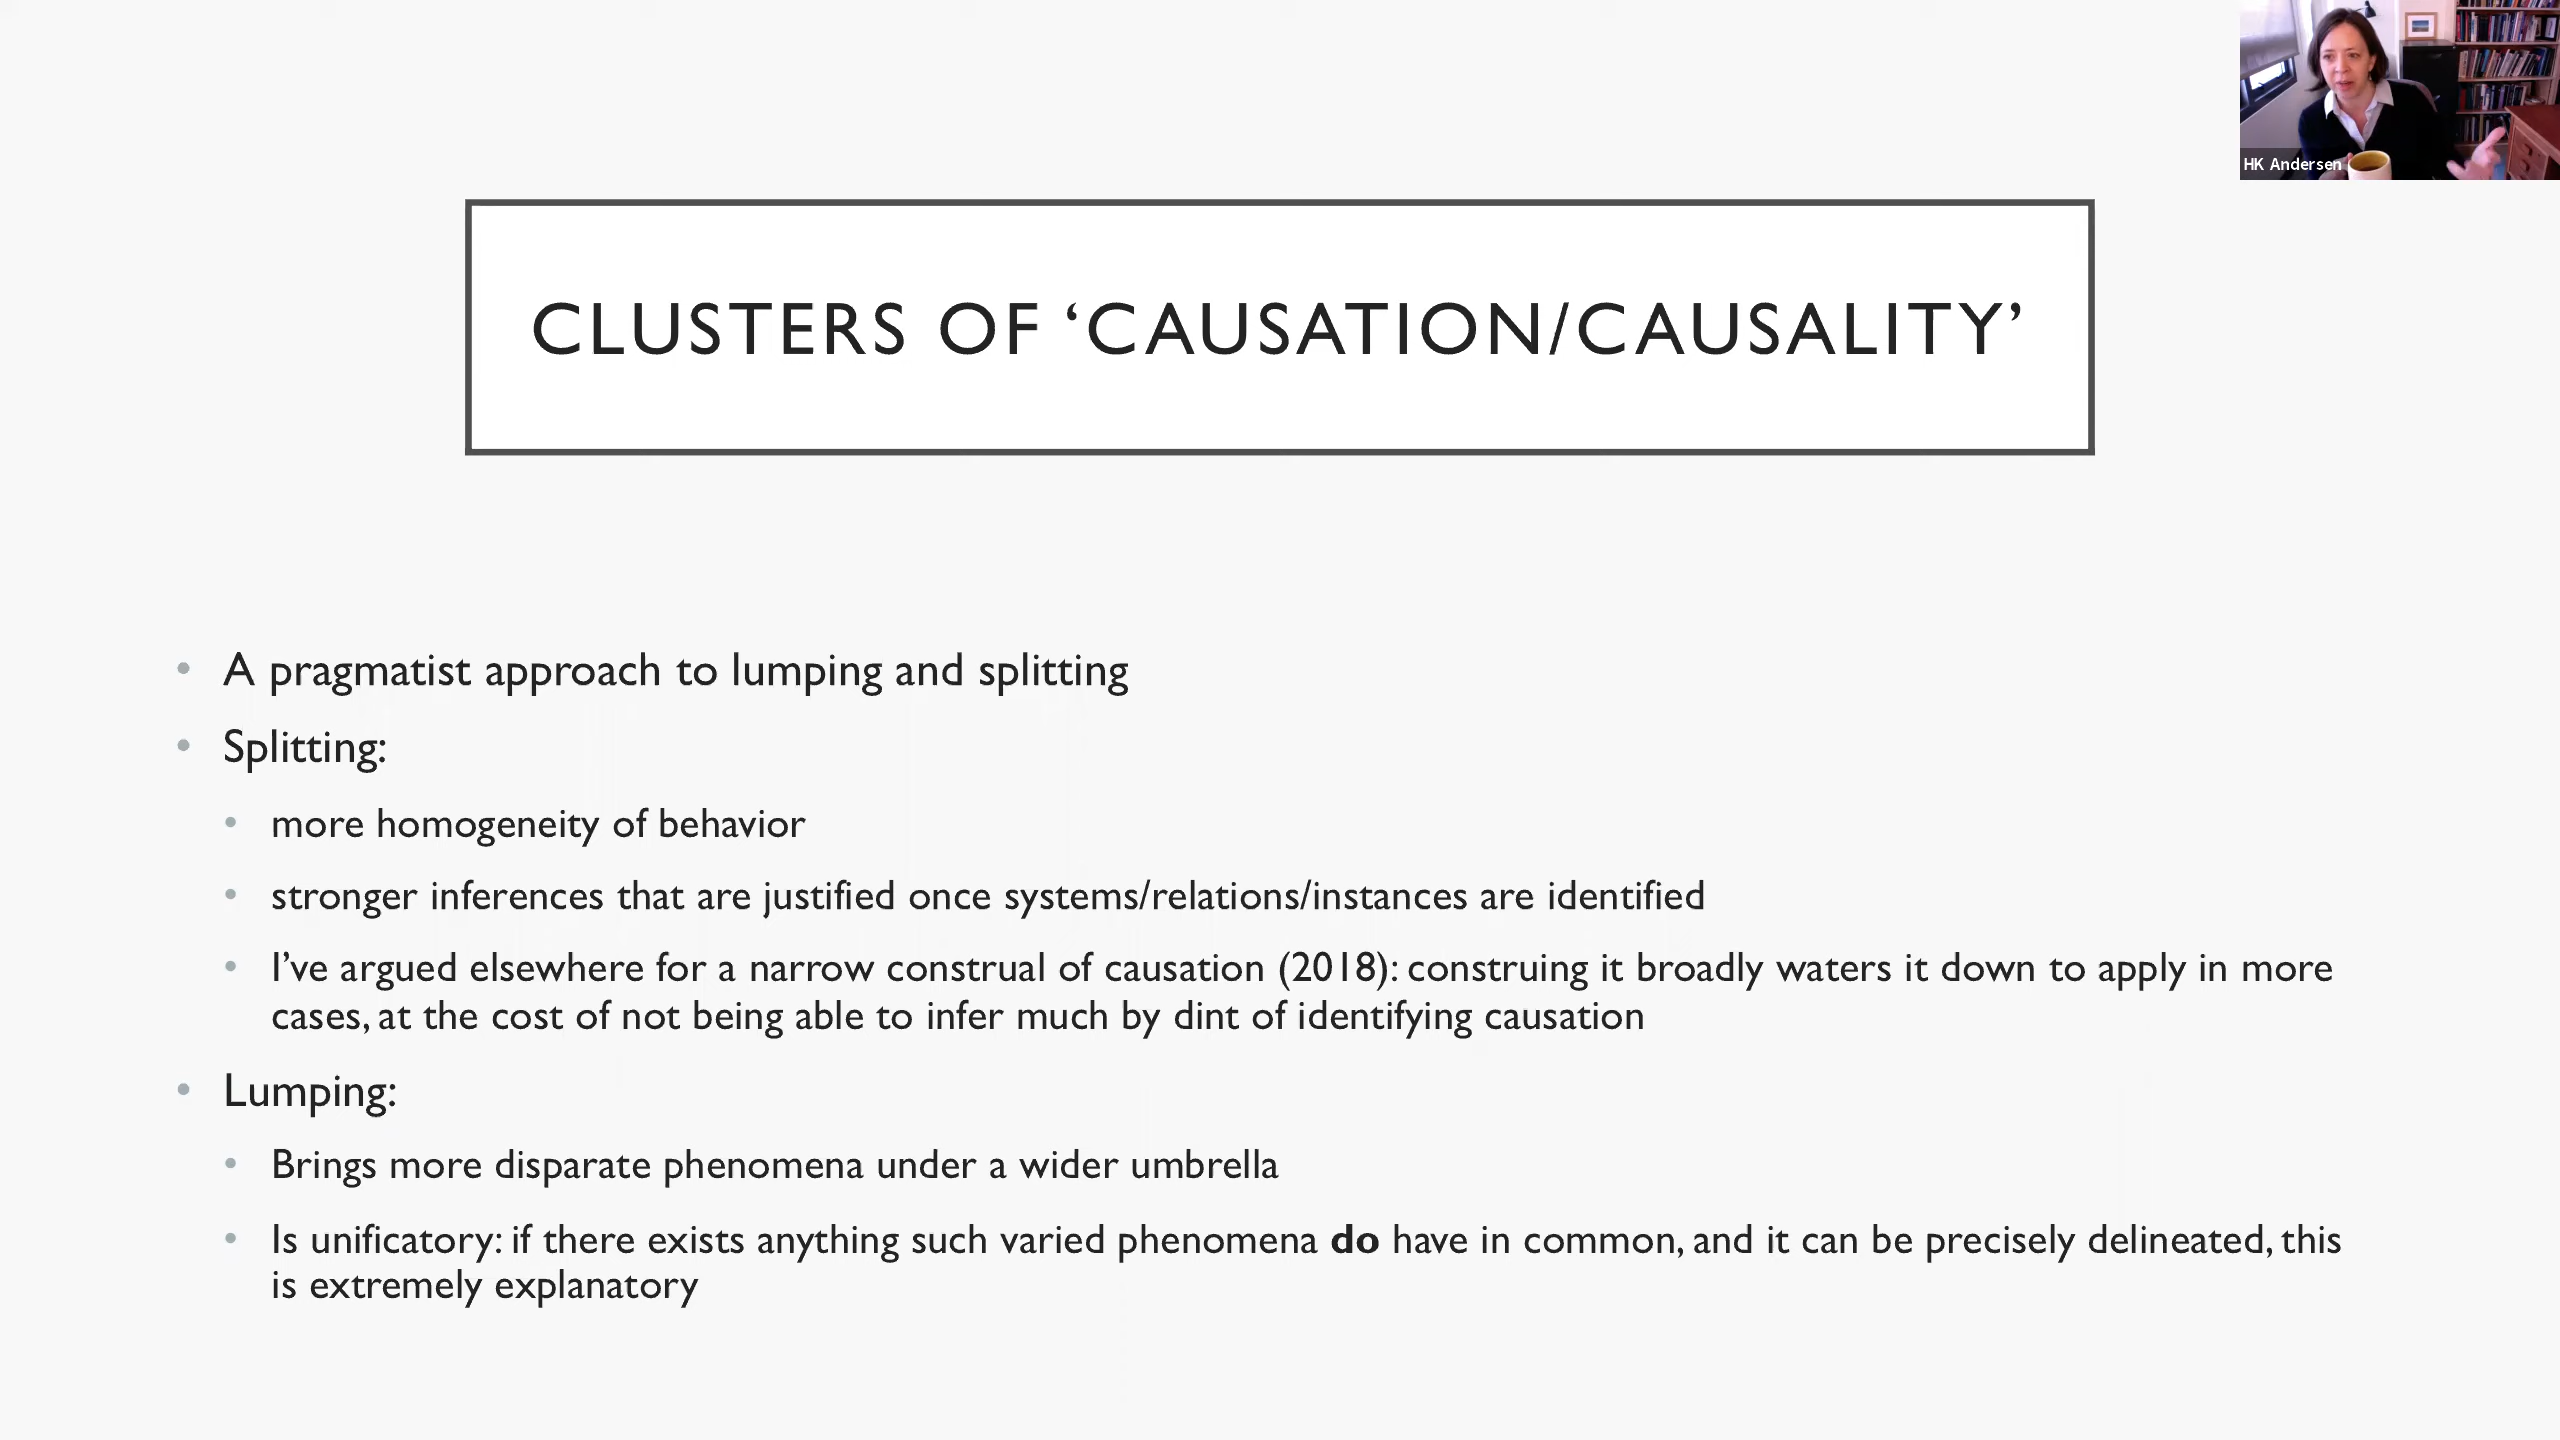 HK Andersen
CLUSTERS OF ‘CAUSATION/CAUSALITY’
• A pragmatist approach to lumping and splitting
• Splitting:
• more homogeneity of behavior
• stronger inferences that are justified once systems/relations/instances are identified
• I’ve argued elsewhere for a narrow construal of causation (2018): construing it broadly waters it down to apply in more
cases, at the cost of not being able to infer much by dint of identifying causation
• Lumping:
• Brings more disparate phenomena under a wider umbrella
• Is unificatory: if there exists anything such varied phenomena do have in common, and it can be precisely delineated, this
is extremely explanatory